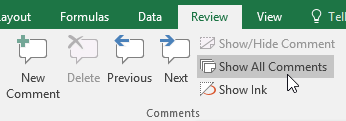 Layout Formulas Data Review View Tell
New Comment Delete Previous Next Show/Hide Comment
Show All Comments
Show Ink
Comments